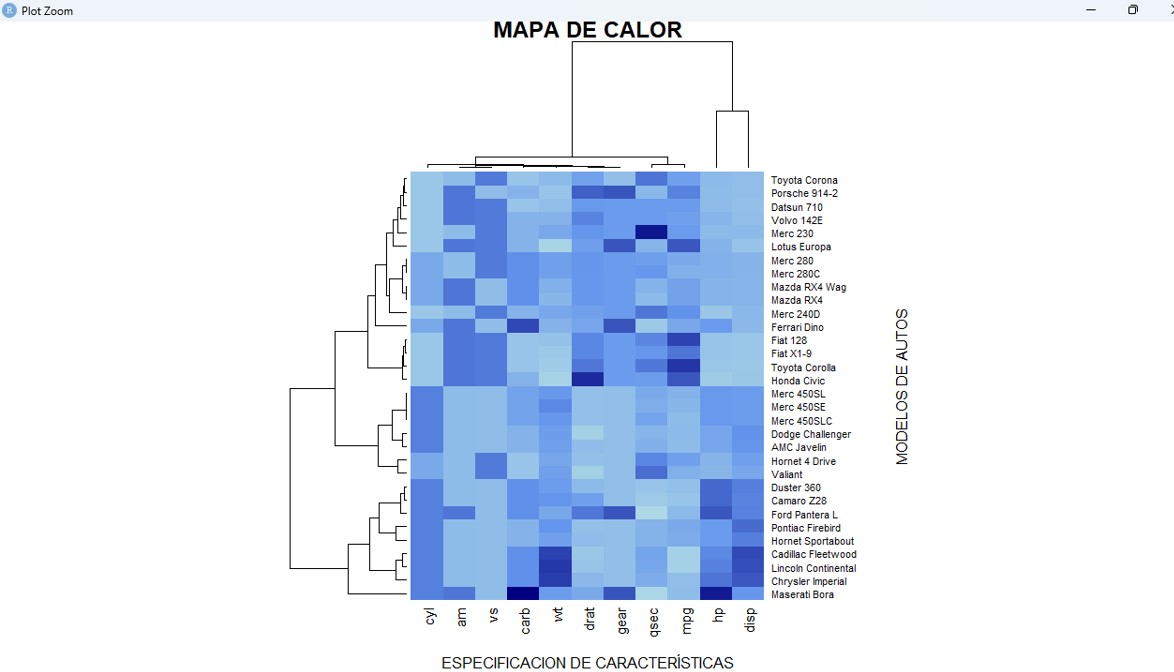 R Plot Zoom
MAPA DE CALOR
Toyota Corona
Porsche 914-2
Datsun 710
Volvo 142E
Merc 230
Lotus Europa
Merc 280
Merc 280C
Mazda RX4 Wag
Mazda RX4
Merc 240D
Ferrari Dino
Fiat 128
Fiat X1-9
Toyota Corolla
Honda Civic
Merc 450SL
Merc 450SE
Merc 450SLC
Dodge Challenger
AMC Javelin
Hornet 4 Drive
Valiant
Duster 360
Camaro Z28
Ford Pantera L
Pontiac Firebird
Hornet Sportabout
Cadillac Fleetwood
Lincoln Continental
Chrysler Imperial
Maserati Bora
MODELOS DE AUTOS
cyl
am
vs
carb
wt
drat
gear
qsec
mpg
hp
disp
ESPECIFICACION DE CARACTERÍSTICAS